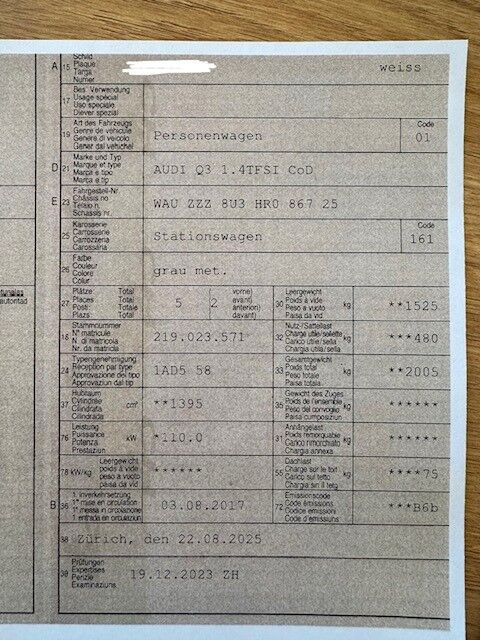 A 15 Schild
Plaque
Targa
Numer
weiss
17 Bes. Verwendung
Usage spécial
Uso speciale
Diever spezial
19 Art des Fahrzeugs
Genre de véhicule
Genere di veicolo
Gener dal vehichel
Personenwagen
Code
01
D 21 Marke und Typ
Marque et type
Marca e tipo
Marca e tip
AUDI Q3 1.4TFSI CoD
E 23 Fahrgestell-Nr.
Châssis no
Telaio n.
Schassis nr.
WAU ZZZ 8U3 HR0 867 25
25 Karosserie
Carrosserie
Carrozzeria
Carossaria
Stationswagen
Code
161
26 Farbe
Couleur
Colore
Colur
grau met.
27 Plätze: Total
Places Total
Posti: Totale
Plazs: Total
5 2
vorne)
avant)
anteriori)
davant)
30 Leergewicht
Poids à vide
Peso a vuoto
Paisa da vid
kg
**1525
18 Stammnummer
N° matricule
N. di matricola
Nr. da matricla
219.023.571
32 Nutz-/Sattellast
Charge utile/sellette
Carico utile/sella
Chargia utila/sella
kg
***480
24 Typengenehmigung
Réception par type
Approvazione del tipo
Approvaziun dal tip
1AD5 58
33 Gesamtgewicht
Poids total
Peso totale
Paisa totala
kg
**2005
37 Hubraum
Cylindrée
Cilindrata
Cilindrada
cm³
**1395
35 Gewicht des Zuges
Poids de l'ensemble
Peso del convoglio
Paisa cumposiziun
kg
******
76 Leistung
Puissance
Potenza
Prestaziun
kW
*110.0
31 Anhängelast
Poids remorquable
Carico rimorchiato
Chargia annexa
kg
******
78 kW/kg Leergewicht
poids à vide
peso a vuoto
paisa da vid
******
55 Dachlast
Charge sur le toit
Carico sul tetto
Chargia sin il tetg
kg
****75
B 36 1. Inverkehrsetzung
1re mise en circulation
1a messa in circolazione
1 entrada en circulaziun
03.08.2017
72 Emissionscode
Code émissions
Codice emissioni
Code d'emissiuns
***B6b
38 Zürich, den 22.08.2025
39 Prüfungen
Expertises
Perizie
Examinaziuns
19.12.2023 ZH